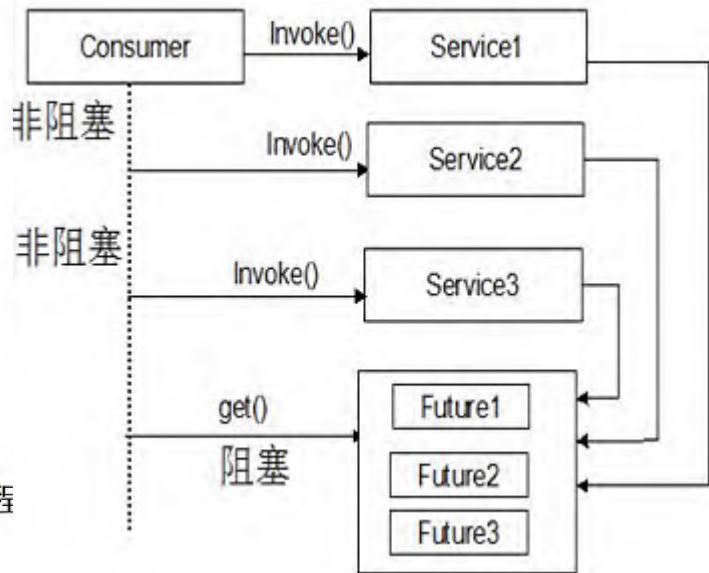 Consumer
Invoke()
Service1
非阻塞
Invoke()
Service2
非阻塞
Invoke()
Service3
get()
阻塞
Future1
Future2
程
Future3